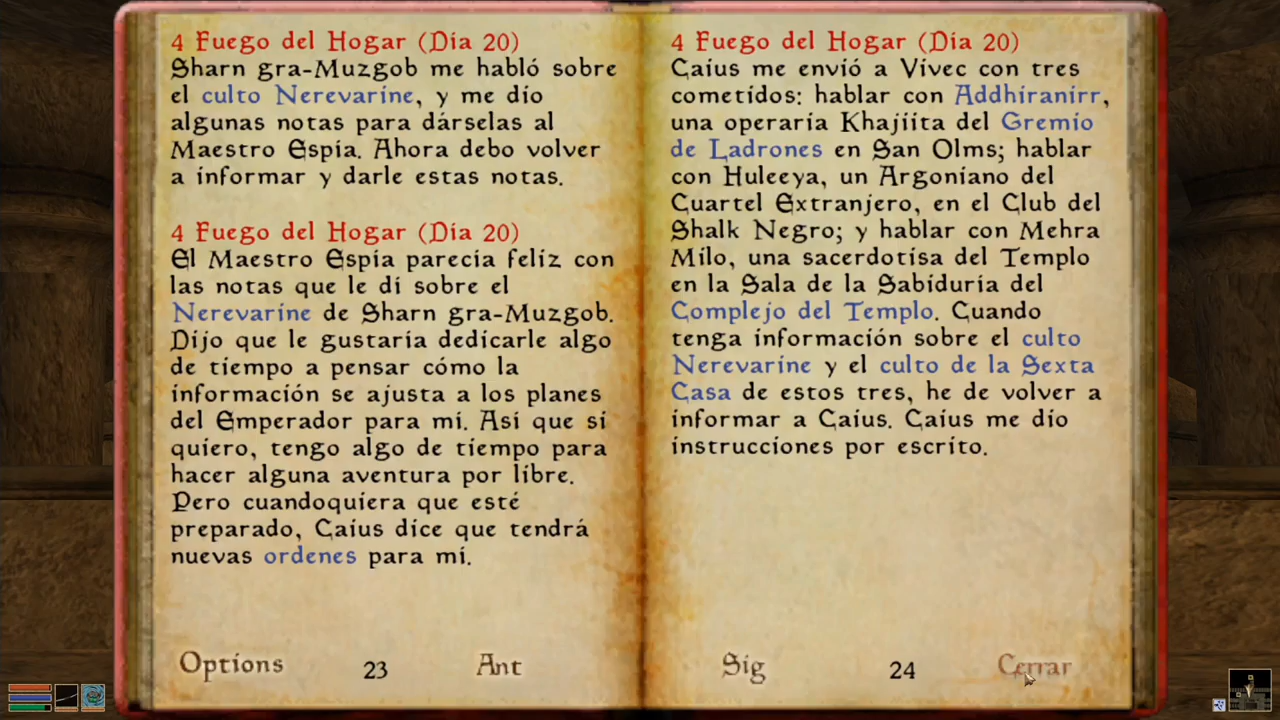 4 Fuego del Hogar (Día 20)
Sharn gra-Muzgob me habló sobre
el culto Nerevarine, y me dio
algunas notas para dárselas al
Maestro Espía. Ahora debo volver
a informar y darle estas notas.
4 Fuego del Hogar (Día 20)
El Maestro Espía parecía feliz con
las notas que le di sobre el
Nerevarine de Sharn gra-Muzgob.
Dijo que le gustaría dedicarle algo
de tiempo a pensar cómo la
información se ajusta a los planes
del Emperador para mí. Así que si
quiero, tengo algo de tiempo para
hacer alguna aventura por libre.
Pero cuandoquiera que esté
preparado, Caius dice que tendrá
nuevas ordenes para mí.
4 Fuego del Hogar (Día 20)
Caius me envió a Vivec con tres
cometidos: hablar con Addhiranirr,
una operaria Khajiita del Gremio
de Ladrones en San Olms; hablar
con Huleeya, un Argoniano del
Cuartel Extranjero, en el Club del
Shalk Negro; y hablar con Mehra
Milo, una sacerdotisa del Templo
en la Sala de la Sabiduría del
Complejo del Templo. Cuando
tenga información sobre el culto
Nerevarine y el culto de la Sexta
Casa de estos tres, he de volver a
informar a Caius. Caius me dio
instrucciones por escrito.
Options 23 Ant Sig 24 Cerrar